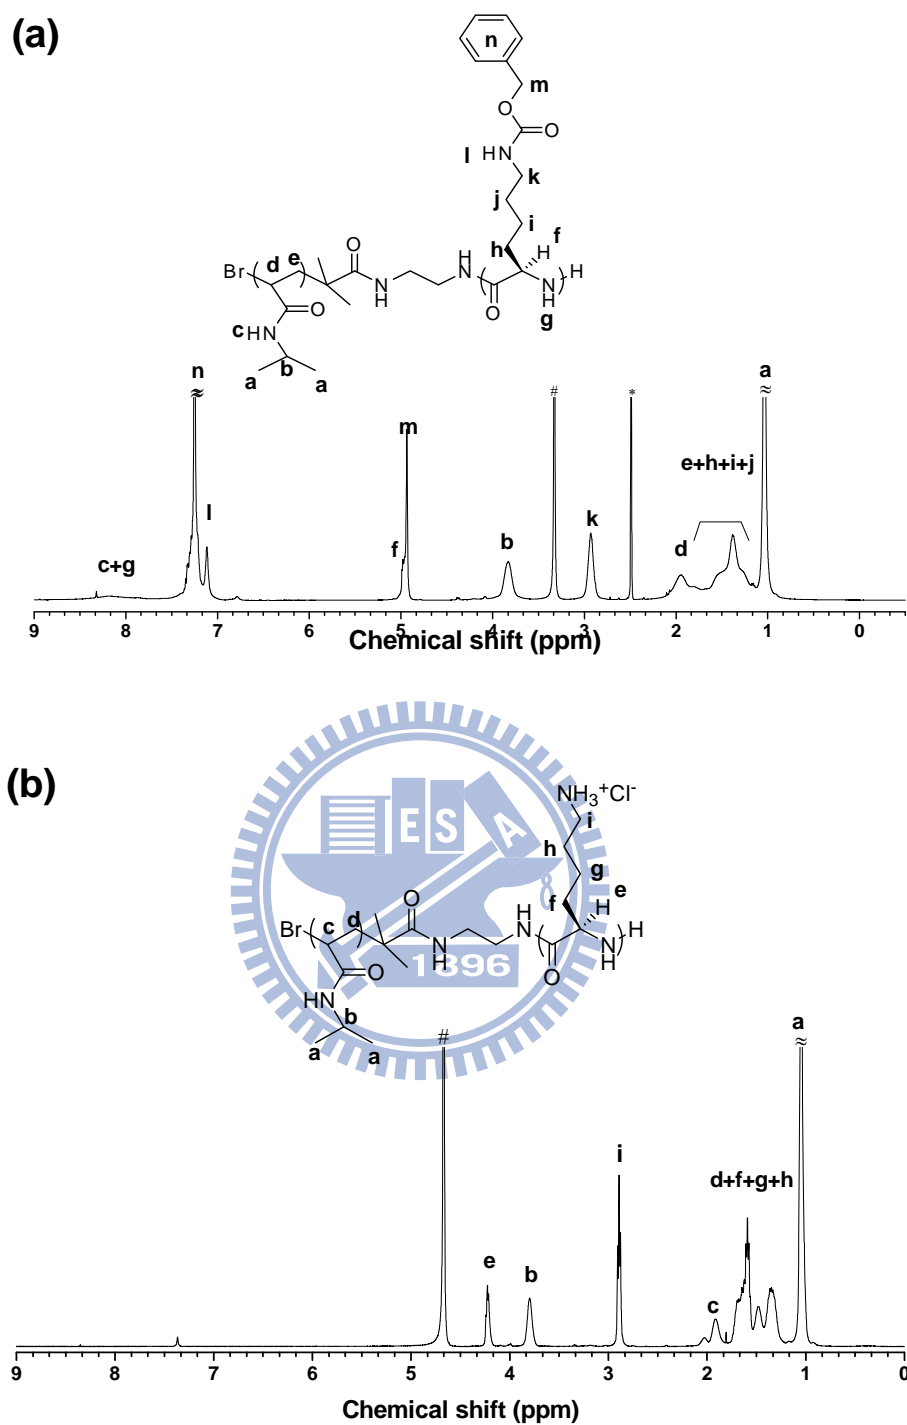 (a)
n
m
O
O
l HN
k
j
i
f
h H
O
H
d e
Br
N
H
N
H
O
N
H
O
g
c HN
b
a a
n
≈
#
*
a
≈
m
e+h+i+j
l
f
b
k
d
c+g
9 8 7 6 5 4 3 2 1 0
Chemical shift (ppm)
(b)
NH3+Cl-
i
E S A
h
g
e
f H
O
H
c d
Br
N
H
N
H
O
N
H
O
1896
HN
b
a a
#
a
≈
i
d+f+g+h
e
b
c
9 8 7 6 5 4 3 2 1 0
Chemical shift (ppm)